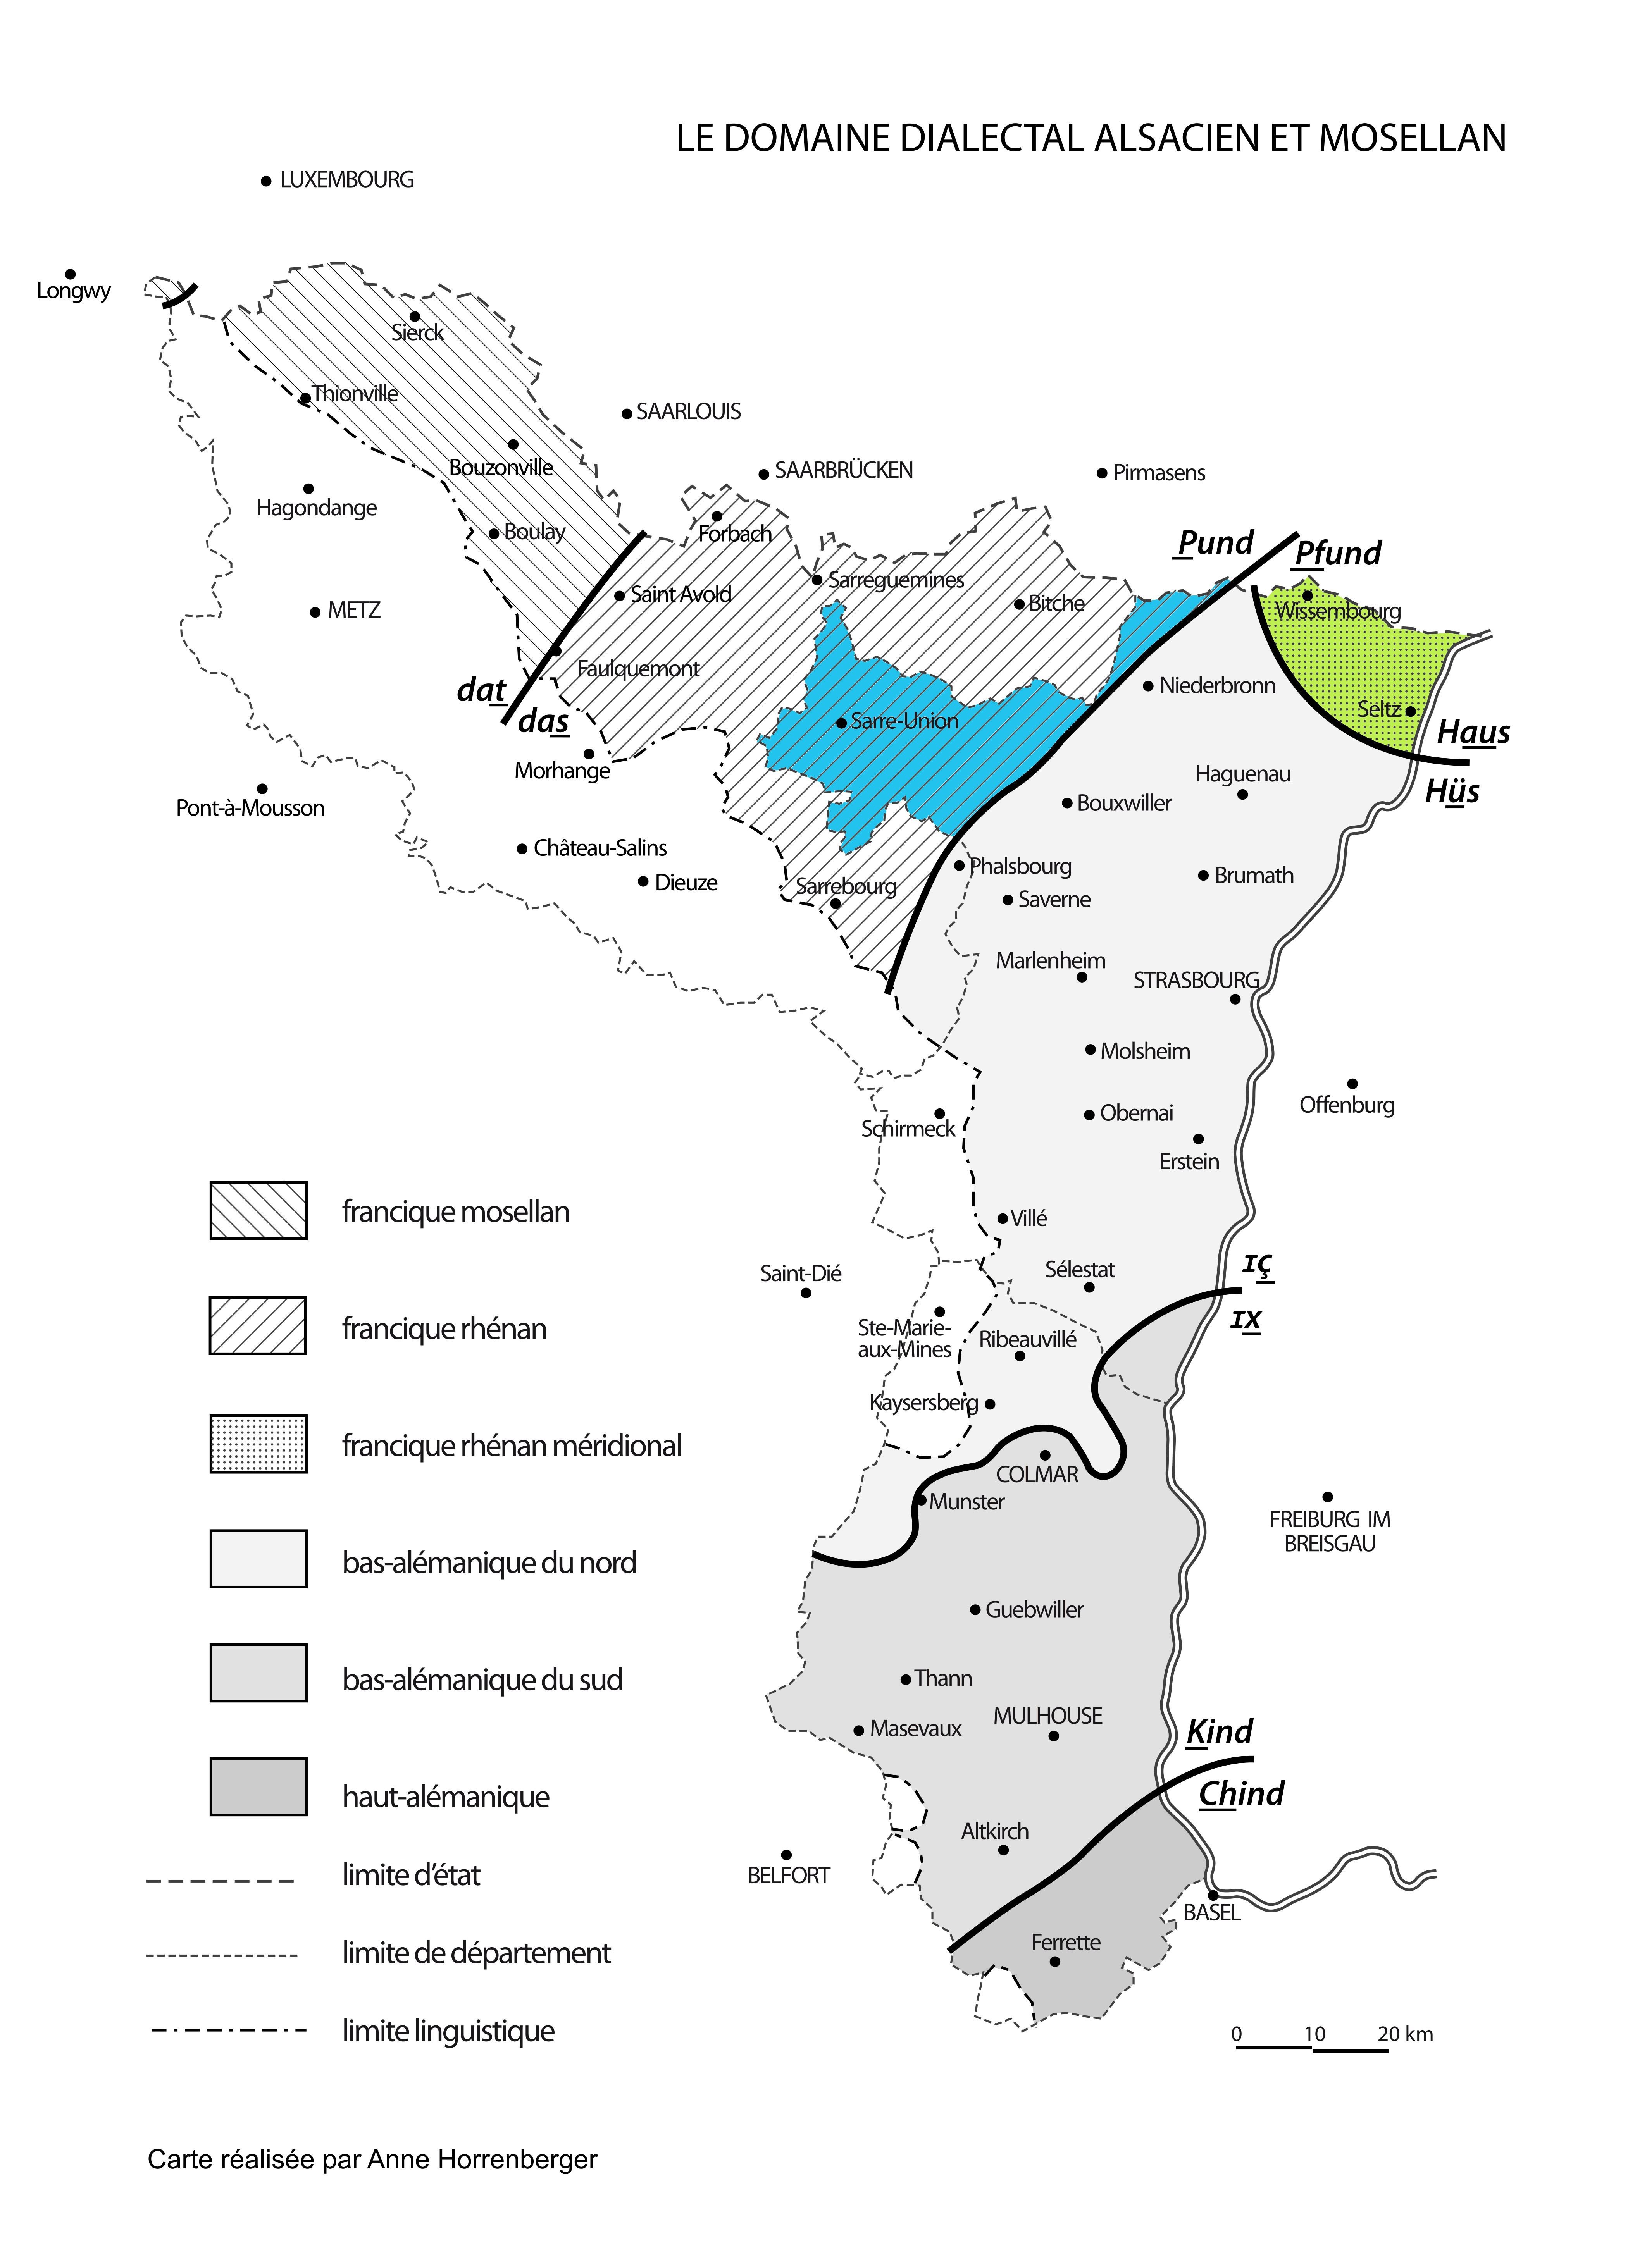 LE DOMAINE DIALECTAL ALSACIEN ET MOSELLAN
LUXEMBOURG
Longwy
Sierck
Thionville
SAARLOUIS
Bouzonville
SAARBRÜCKEN
Pirmasens
Hagondange
Boulay
Forbach
Pund
Pfund
Sarreguemines
Saint Avold
Bitche
Wissembourg
METZ
Faulquemont
dat
das
Niederbronn
Seltz
Sarre-Union
Haus
Hüs
Morhange
Haguenau
Pont-à-Mousson
Bouxwiller
Château-Salins
Dieuze
Phalsbourg
Brumath
Sarrebourg
Saverne
Marlenheim
STRASBOURG
Molsheim
Offenburg
Obernai
Schirmeck
Erstein
Villé
francique mosellan
Saint-Dié
Sélestat
ıç
ıx
Ste-Marie-
aux-Mines
Ribeauvillé
francique rhénan
Kaysersberg
francique rhénan méridional
COLMAR
Munster
FREIBURG IM
BREISGAU
bas-alémanique du nord
Guebwiller
Thann
bas-alémanique du sud
MULHOUSE
Masevaux
Kind
Chind
haut-alémanique
Altkirch
BELFORT
limite d’état
BASEL
Ferrette
limite de département
limite linguistique
0 10 20 km
Carte réalisée par Anne Horrenberger